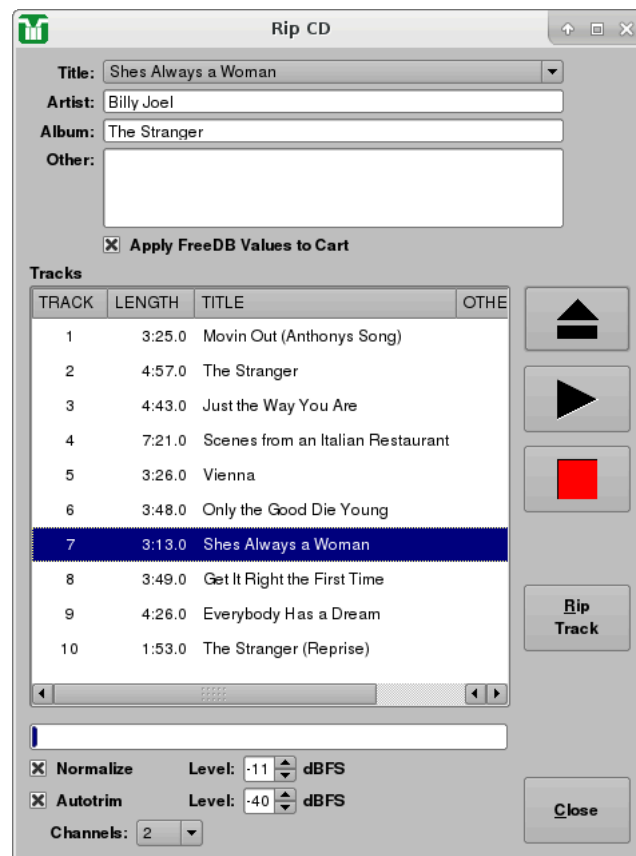 Rip CD
Title: Shes Always a Woman
Artist: Billy Joel
Album: The Stranger
Other:
Apply FreeDB Values to Cart
Tracks
TRACK LENGTH TITLE OTHE
1 3:25.0 Movin Out (Anthonys Song)
2 4:57.0 The Stranger
3 4:43.0 Just the Way You Are
4 7:21.0 Scenes from an Italian Restaurant
5 3:26.0 Vienna
6 3:48.0 Only the Good Die Young
7 3:13.0 Shes Always a Woman
8 3:49.0 Get It Right the First Time
9 4:26.0 Everybody Has a Dream
10 1:53.0 The Stranger (Reprise)
Rip
Track
Normalize Level: -11 dBFS
Autotrim Level: -40 dBFS
Channels: 2
Close